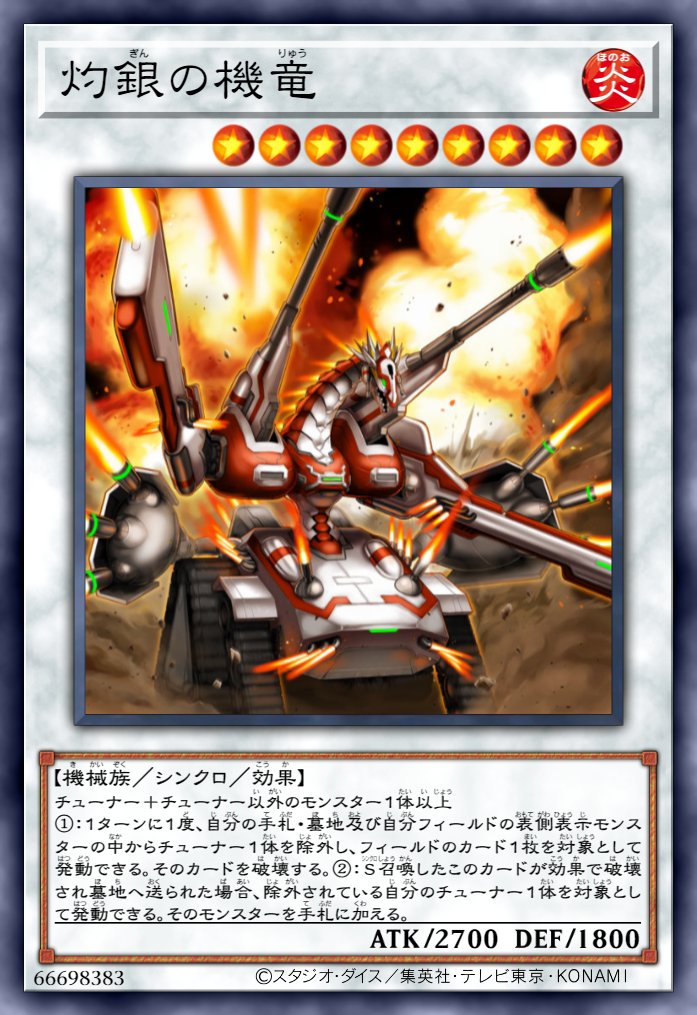 灼銀の機竜
ぎん りゅう
ほのお
炎
【機械族／シンクロ／効果】
チューナー＋チューナー以外のモンスター１体以上
①：１ターンに１度、自分の手札・墓地及び自分フィールドの表側表示モンス
ターの中からチューナー１体を除外し、フィールドのカード１枚を対象として
発動できる。そのカードを破壊する。②：Ｓ召喚したこのカードが効果で破壊
され墓地へ送られた場合、除外されている自分のチューナー１体を対象とし
て発動できる。そのモンスターを手札に加える。
ATK/2700 DEF/1800
66698383
©スタジオ・ダイス／集英社・テレビ東京・KONAMI